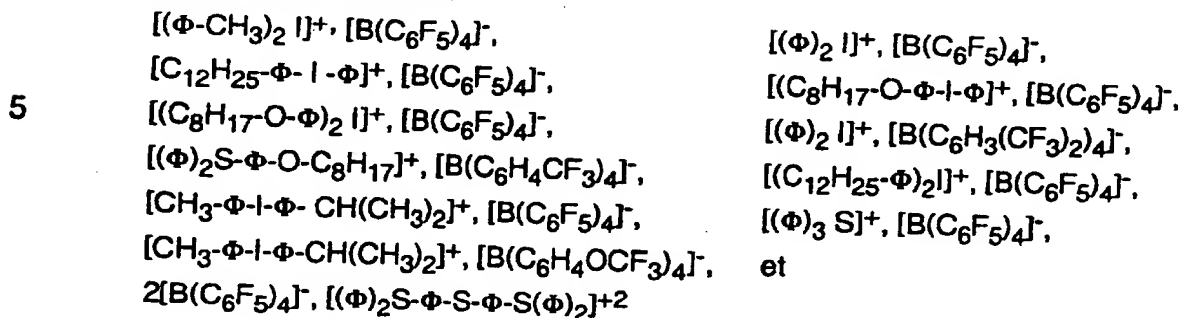 [(Φ-CH₃)₂ I]⁺, [B(C₆F₅)₄]⁻,
[(Φ)₂ I]⁺, [B(C₆F₅)₄]⁻,
[C₁₂H₂₅-Φ- I -Φ]⁺, [B(C₆F₅)₄]⁻,
[(C₈H₁₇-O-Φ-I-Φ]⁺, [B(C₆F₅)₄]⁻,
5
[(C₈H₁₇-O-Φ)₂ I]⁺, [B(C₆F₅)₄]⁻,
[(Φ)₂ I]⁺, [B(C₆H₃(CF₃)₂)₄]⁻,
[(Φ)₂S-Φ-O-C₈H₁₇]⁺, [B(C₆H₄CF₃)₄]⁻,
[(C₁₂H₂₅-Φ)₂I]⁺, [B(C₆F₅)₄]⁻,
[CH₃-Φ-I-Φ- CH(CH₃)₂]⁺, [B(C₆F₅)₄]⁻,
[(Φ)₃ S]⁺, [B(C₆F₅)₄]⁻,
[CH₃-Φ-I-Φ-CH(CH₃)₂]⁺, [B(C₆H₄OCF₃)₄]⁻,
et
2[B(C₆F₅)₄]⁻, [(Φ)₂S-Φ-S-Φ-S(Φ)₂]⁺²